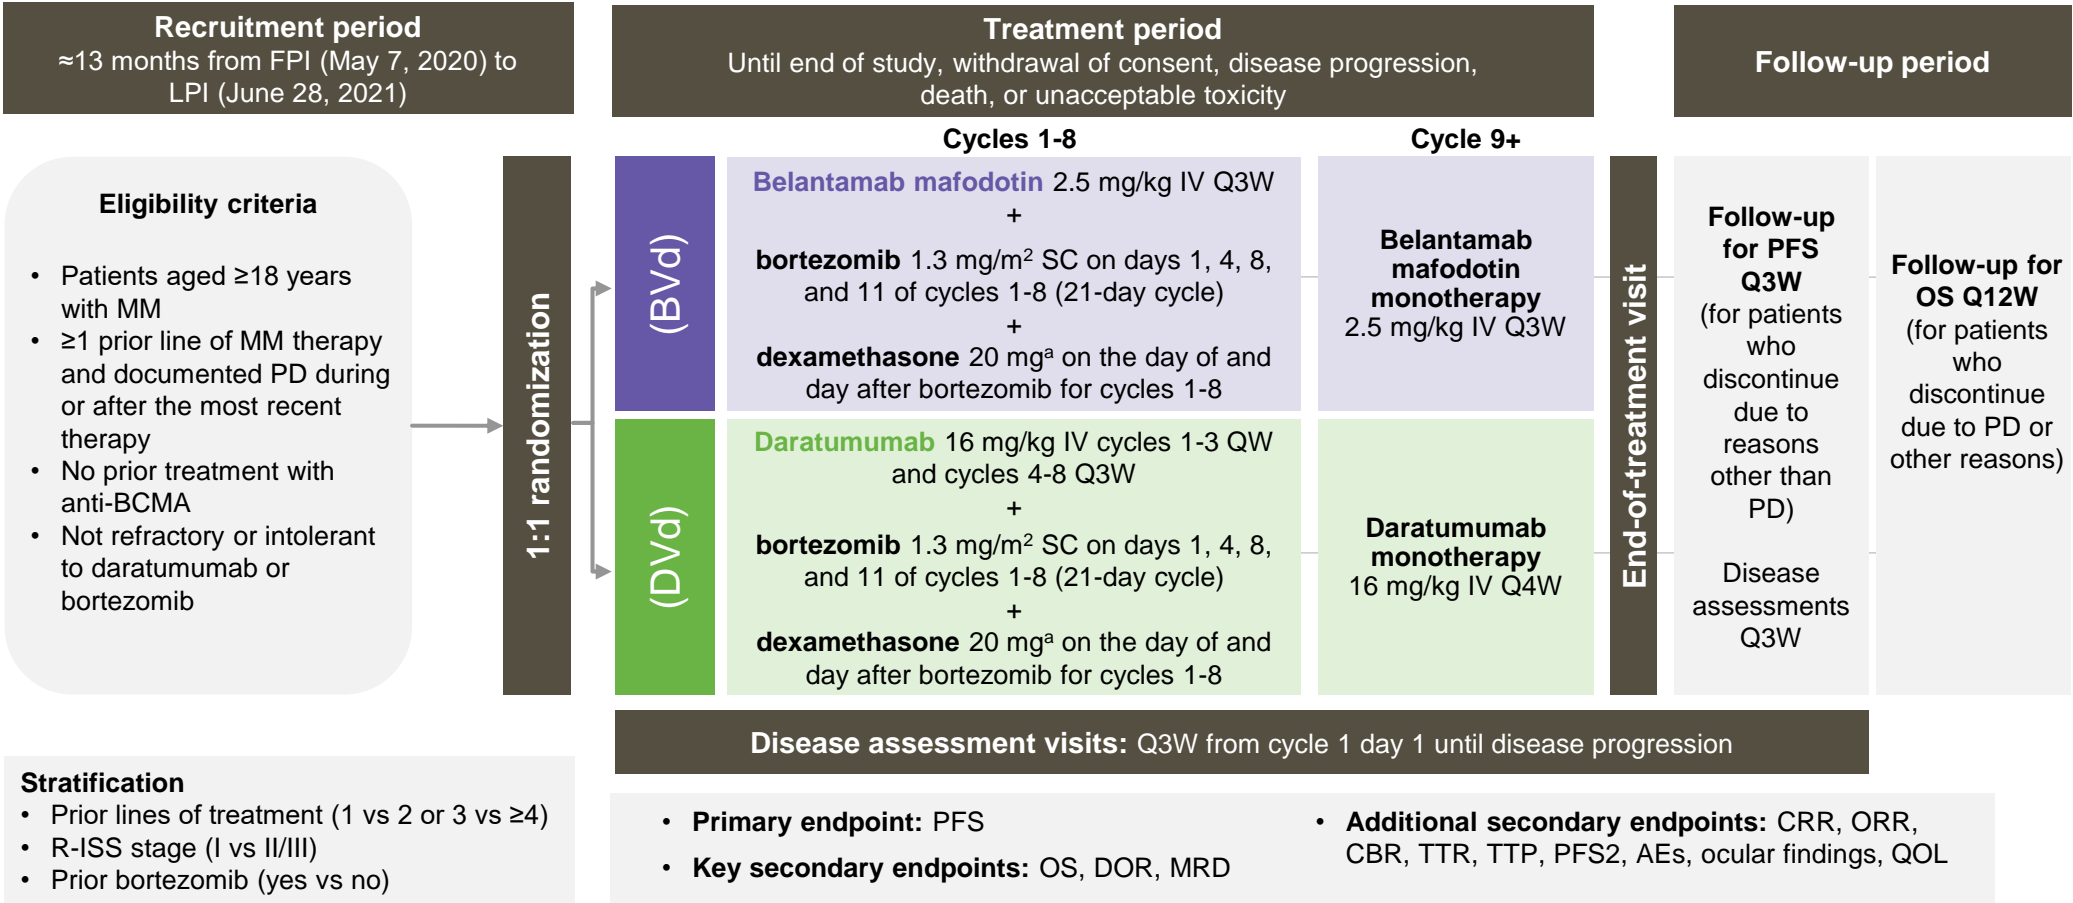 Recruitment period
≈13 months from FPI (May 7, 2020) to
LPI (June 28, 2021)
Treatment period
Until end of study, withdrawal of consent, disease progression,
death, or unacceptable toxicity
Follow-up period
Cycles 1-8
Cycle 9+
Eligibility criteria
• Patients aged ≥18 years
with MM
• ≥1 prior line of MM therapy
and documented PD during
or after the most recent
therapy
• No prior treatment with
anti-BCMA
• Not refractory or intolerant
to daratumumab or
bortezomib
1:1 randomization
(BVd)
Belantamab mafodotin 2.5 mg/kg IV Q3W
+
bortezomib 1.3 mg/m² SC on days 1, 4, 8,
and 11 of cycles 1-8 (21-day cycle)
+
dexamethasone 20 mgᵃ on the day of and
day after bortezomib for cycles 1-8
Belantamab
mafodotin
monotherapy
2.5 mg/kg IV Q3W
(DVd)
Daratumumab 16 mg/kg IV cycles 1-3 QW
and cycles 4-8 Q3W
+
bortezomib 1.3 mg/m² SC on days 1, 4, 8,
and 11 of cycles 1-8 (21-day cycle)
+
dexamethasone 20 mgᵃ on the day of and
day after bortezomib for cycles 1-8
Daratumumab
monotherapy
16 mg/kg IV Q4W
End-of-treatment visit
Follow-up
for PFS
Q3W
(for patients
who
discontinue
due to
reasons
other than
PD)
Disease
assessments
Q3W
Follow-up for
OS Q12W
(for patients
who
discontinue
due to PD or
other reasons)
Disease assessment visits: Q3W from cycle 1 day 1 until disease progression
Stratification
• Prior lines of treatment (1 vs 2 or 3 vs ≥4)
• R-ISS stage (I vs II/III)
• Prior bortezomib (yes vs no)
• Primary endpoint: PFS
• Key secondary endpoints: OS, DOR, MRD
• Additional secondary endpoints: CRR, ORR,
CBR, TTR, TTP, PFS2, AEs, ocular findings, QOL